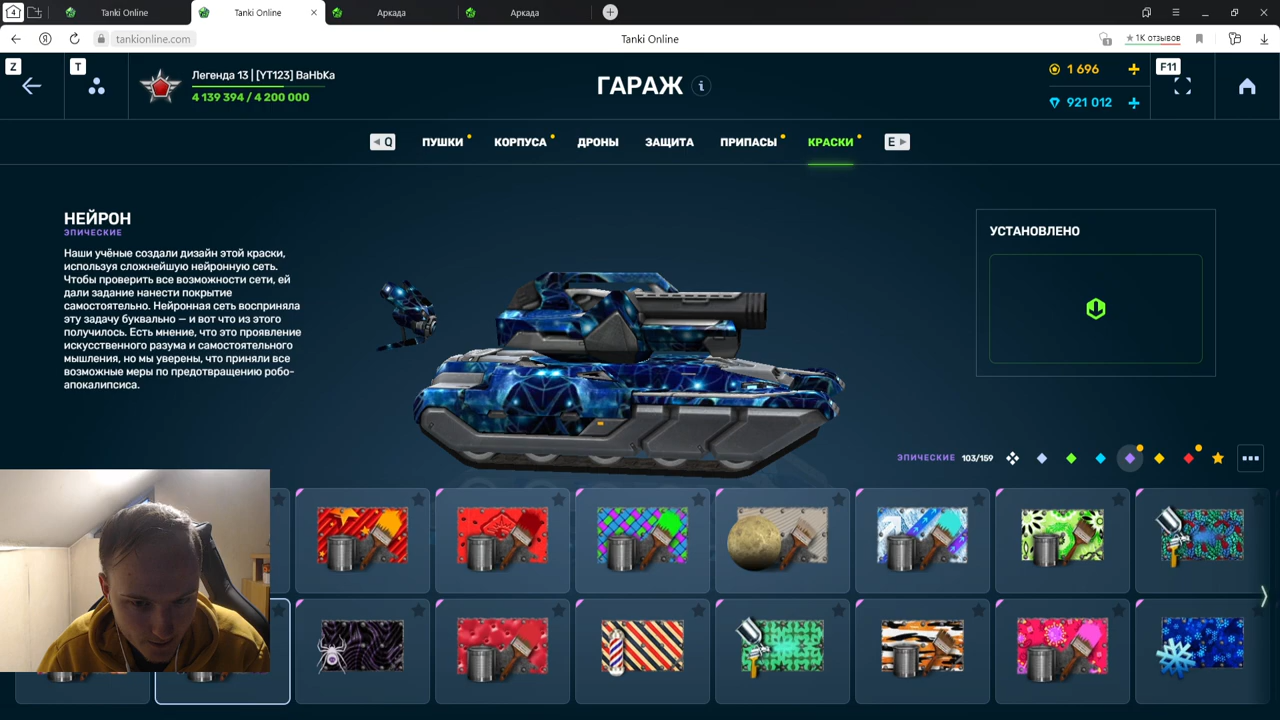 4
Tanki Online
Tanki Online
Аркада
Аркада
tankionline.com
Tanki Online
1К отзывов
Z
T
Легенда 13 | [YT123] BaHbKa
4 139 394 / 4 200 000
ГАРАЖ
1 696
921 012
F11
Q
ПУШКИ
КОРПУСА
ДРОНЫ
ЗАЩИТА
ПРИПАСЫ
КРАСКИ
E
НЕЙРОН
ЭПИЧЕСКИЕ
Наши учёные создали дизайн этой краски,
используя сложнейшую нейронную сеть.
Чтобы проверить все возможности сети, ей
дали задание нанести покрытие
самостоятельно. Нейронная сеть восприняла
эту задачу буквально — и вот что из этого
получилось. Есть мнение, что это проявление
искусственного разума и самостоятельного
мышления, но мы уверены, что приняли все
возможные меры по предотвращению робо-
апокалипсиса.
УСТАНОВЛЕНО
ЭПИЧЕСКИЕ 103/159